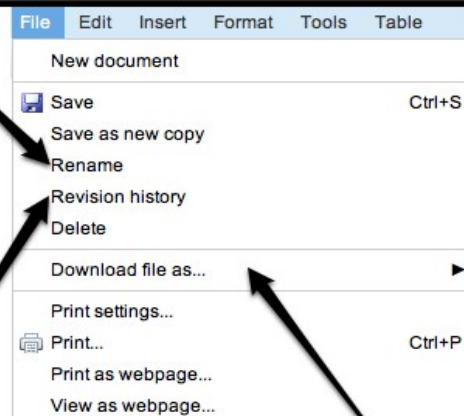 File Edit Insert Format Tools Table
New document
Save Ctrl+S
Save as new copy
Rename
Revision history
Delete
Download file as...
Print settings...
Print... Ctrl+P
Print as webpage...
View as webpage...